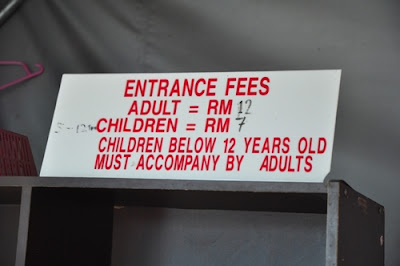 ENTRANCE FEES
ADULT = RM 12
CHILDREN = RM 7
CHILDREN BELOW 12 YEARS OLD
MUST ACCOMPANY BY ADULTS